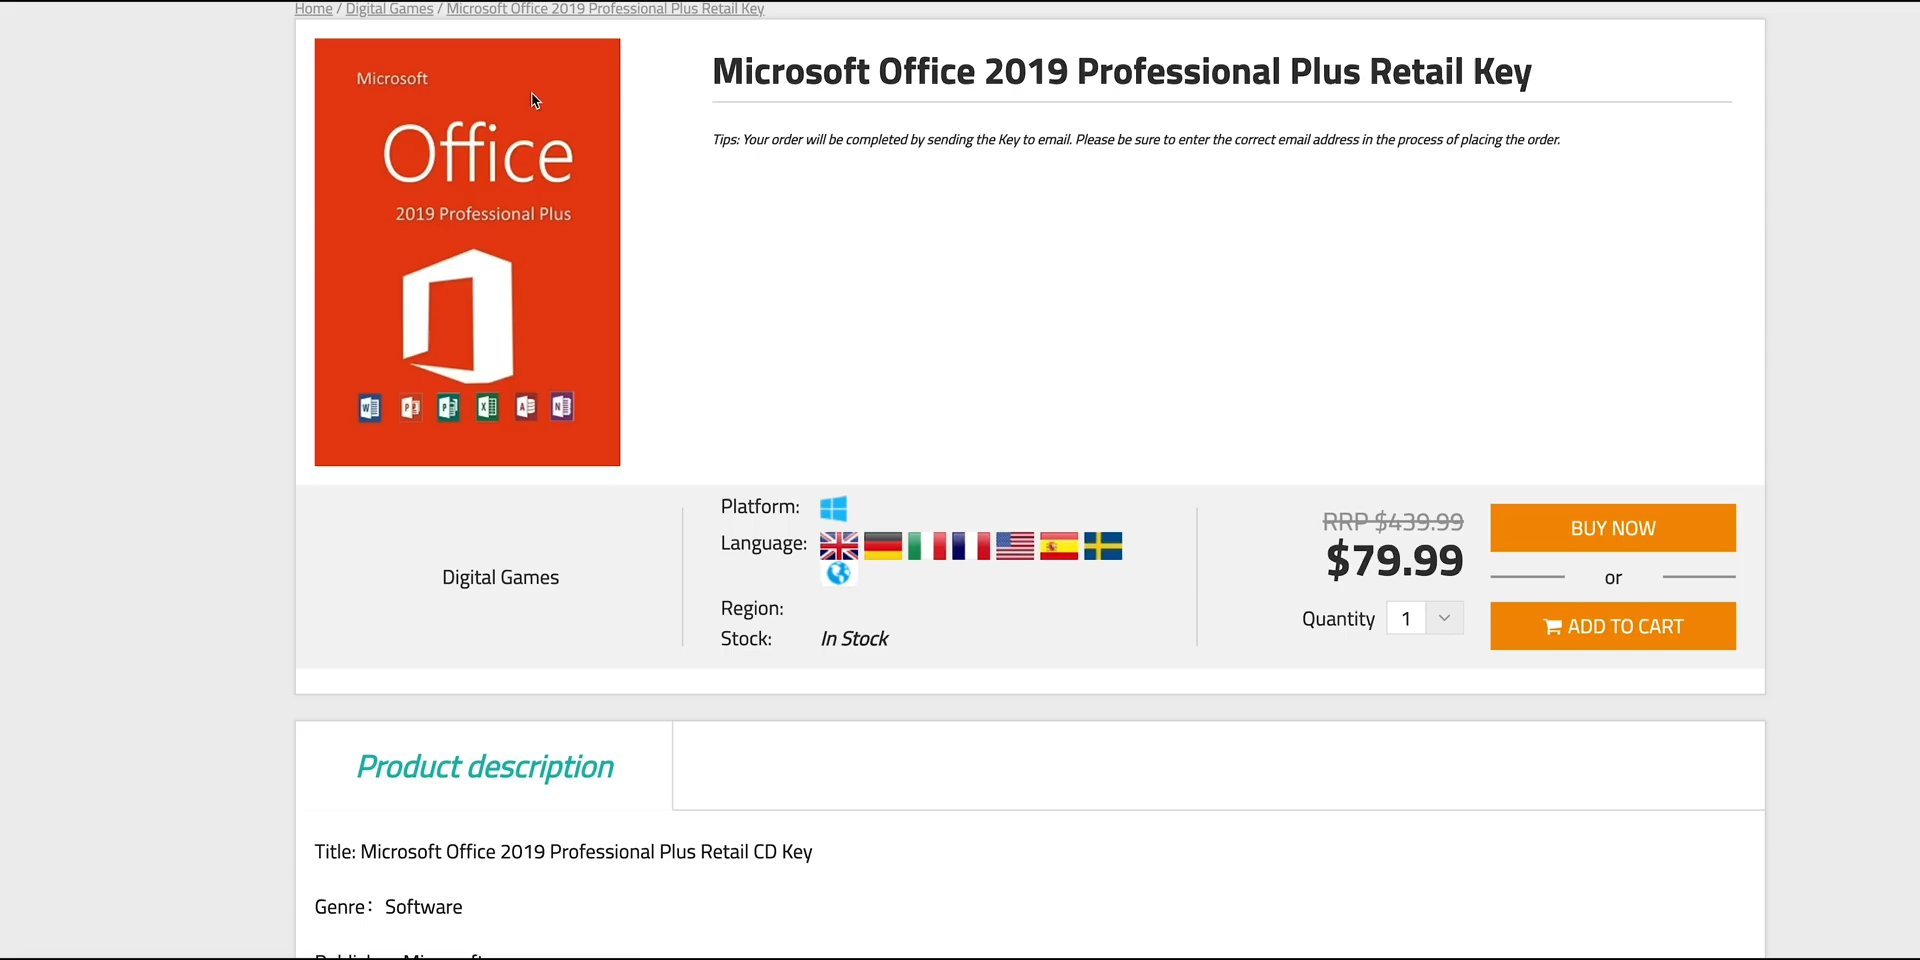 Home / Digital Games / Microsoft Office 2019 Professional Plus Retail Key
Microsoft
Office
2019 Professional Plus
Microsoft Office 2019 Professional Plus Retail Key
Tips: Your order will be completed by sending the Key to email. Please be sure to enter the correct email address in the process of placing the order.
Digital Games
Platform:
Language:
Region:
Stock: In Stock
RRP $439.99
$79.99
Quantity 1
BUY NOW
or
ADD TO CART
Product description
Title: Microsoft Office 2019 Professional Plus Retail CD Key
Genre： Software